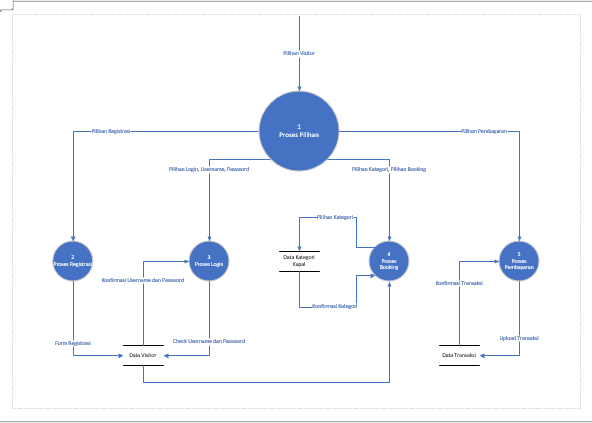 Pilihan Visitor
1
Proses Pilihan
Pilihan Registrasi
Pilihan Pembayaran
Pilihan Login, Username, Password
Pilihan Kategori, Pilihan Booking
Pilihan Kategori
2
Proses Registrasi
3
Proses Login
Data Kategori
Kapal
4
Proses
Booking
5
Proses
Pembayaran
Konfirmasi Username dan Password
Konfirmasi Transaksi
Konfirmasi Kategori
Form Registrasi
Check Username dan Password
Upload Transaksi
Data Visitor
Data Transaksi